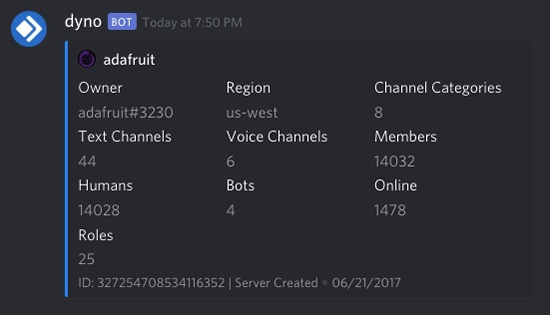 dyno BOT Today at 7:50 PM
adafruit
Owner Region Channel Categories
adafruit#3230 us-west 8
Text Channels Voice Channels Members
44 6 14032
Humans Bots Online
14028 4 1478
Roles
25
ID: 327254708534116352 | Server Created • 06/21/2017